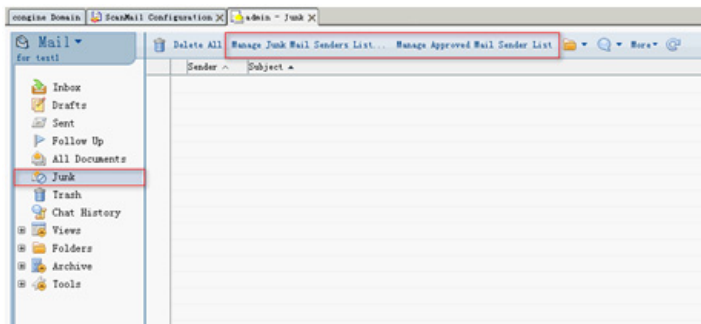 congine Domain ScanMail Configuration admin - Junk
Mail
for test1
Delete All Manage Junk Mail Senders List... Manage Approved Mail Sender List More
Sender Subject
Inbox
Drafts
Sent
Follow Up
All Documents
Junk
Trash
Chat History
Views
Folders
Archive
Tools